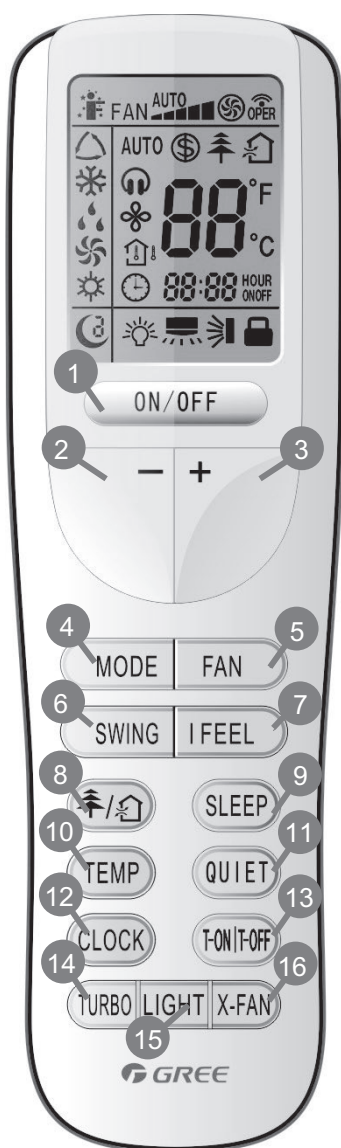 FAN AUTO OPER
AUTO
88 °F
°C
88:88 HOUR
ONOFF
1
ON/OFF
2 - + 3
4 5
MODE FAN
6 7
SWING I FEEL
8 9
/ SLEEP
10 11
TEMP QUIET
12 13
CLOCK T-ON T-OFF
14 16
TURBO LIGHT X-FAN
15
GREE